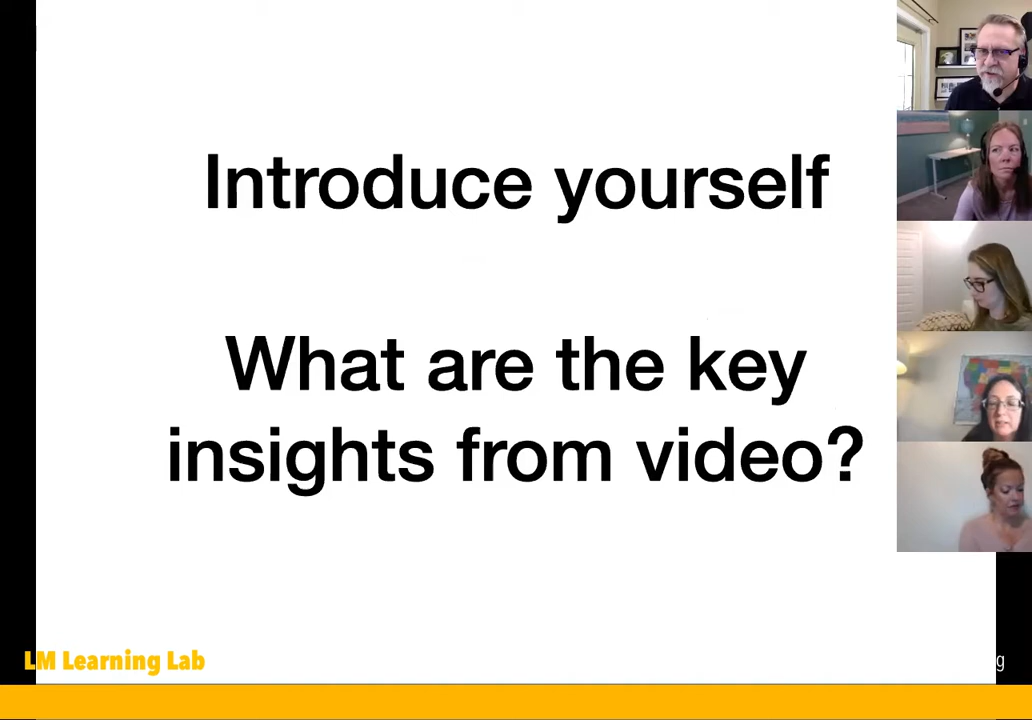 Introduce yourself
What are the key
insights from video?
LM Learning Lab
g